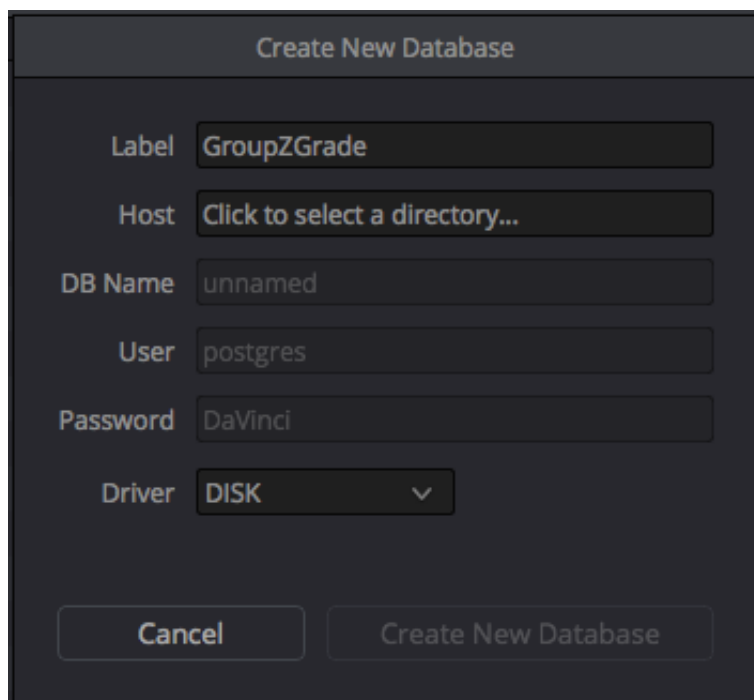 Create New Database
Label GroupZGrade
Host Click to select a directory...
DB Name unnamed
User postgres
Password DaVinci
Driver DISK
Cancel Create New Database